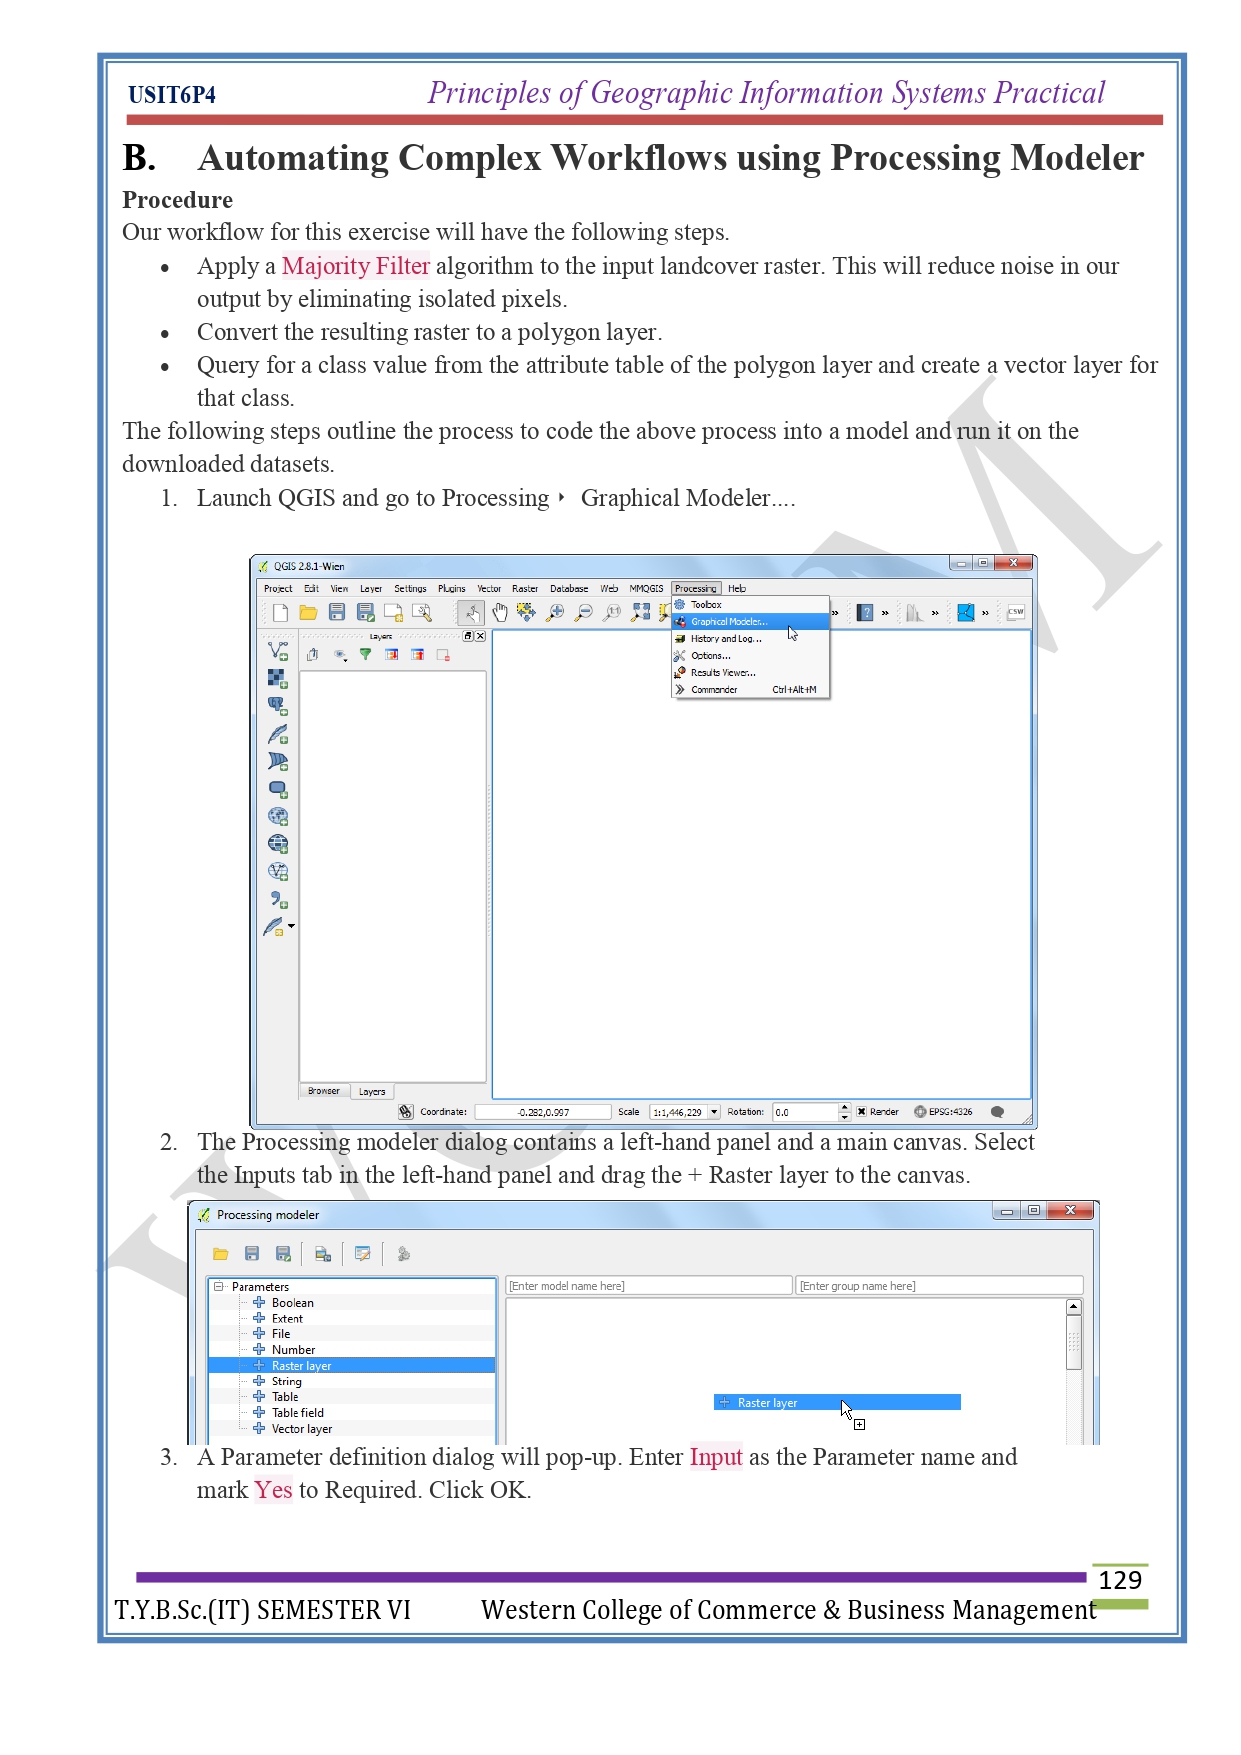 USIT6P4 Principles of Geographic Information Systems Practical
B. Automating Complex Workflows using Processing Modeler
Procedure
Our workflow for this exercise will have the following steps.
• Apply a Majority Filter algorithm to the input landcover raster. This will reduce noise in our
output by eliminating isolated pixels.
• Convert the resulting raster to a polygon layer.
• Query for a class value from the attribute table of the polygon layer and create a vector layer for
that class.
The following steps outline the process to code the above process into a model and run it on the
downloaded datasets.
1. Launch QGIS and go to Processing ‣ Graphical Modeler....
QGIS 2.8.1-Wien
Project Edit View Layer Settings Plugins Vector Raster Database Web MMQGIS Processing Help
Toolbox
Graphical Modeler...
CSW
Layers
History and Log...
Options...
Results Viewer...
Commander Ctrl+Alt+M
Browser Layers
Coordinate: -0.282,0.997 Scale 1:1,446,229 Rotation: 0.0 Render EPSG:4326
2. The Processing modeler dialog contains a left-hand panel and a main canvas. Select
the Inputs tab in the left-hand panel and drag the + Raster layer to the canvas.
Processing modeler
Parameters [Enter model name here] [Enter group name here]
Boolean
Extent
File
Number
Raster layer
String
Table Raster layer
Table field
Vector layer
3. A Parameter definition dialog will pop-up. Enter Input as the Parameter name and
mark Yes to Required. Click OK.
129
T.Y.B.Sc.(IT) SEMESTER VI Western College of Commerce & Business Management